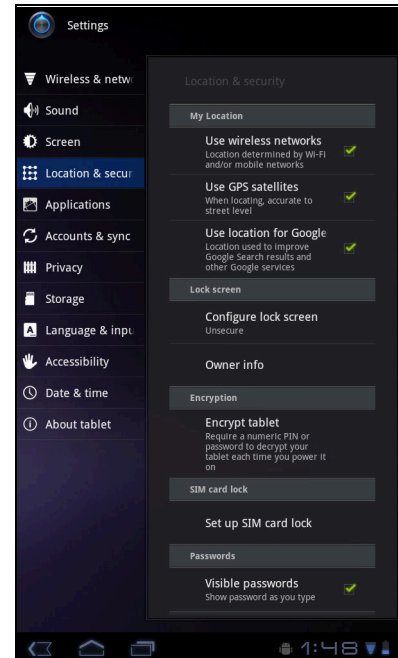 Settings
Wireless & netw
Sound
Screen
Location & secur
Applications
Accounts & sync
Privacy
Storage
Language & inpu
Accessibility
Date & time
About tablet
Location & security
My Location
Use wireless networks
Location determined by Wi-Fi
and/or mobile networks
Use GPS satellites
When locating, accurate to
street level
Use location for Google
Location used to improve
Google Search results and
other Google services
Lock screen
Configure lock screen
Unsecure
Owner info
Encryption
Encrypt tablet
Require a numeric PIN or
password to decrypt your
tablet each time you power it
on
SIM card lock
Set up SIM card lock
Passwords
Visible passwords
Show password as you type
1:48